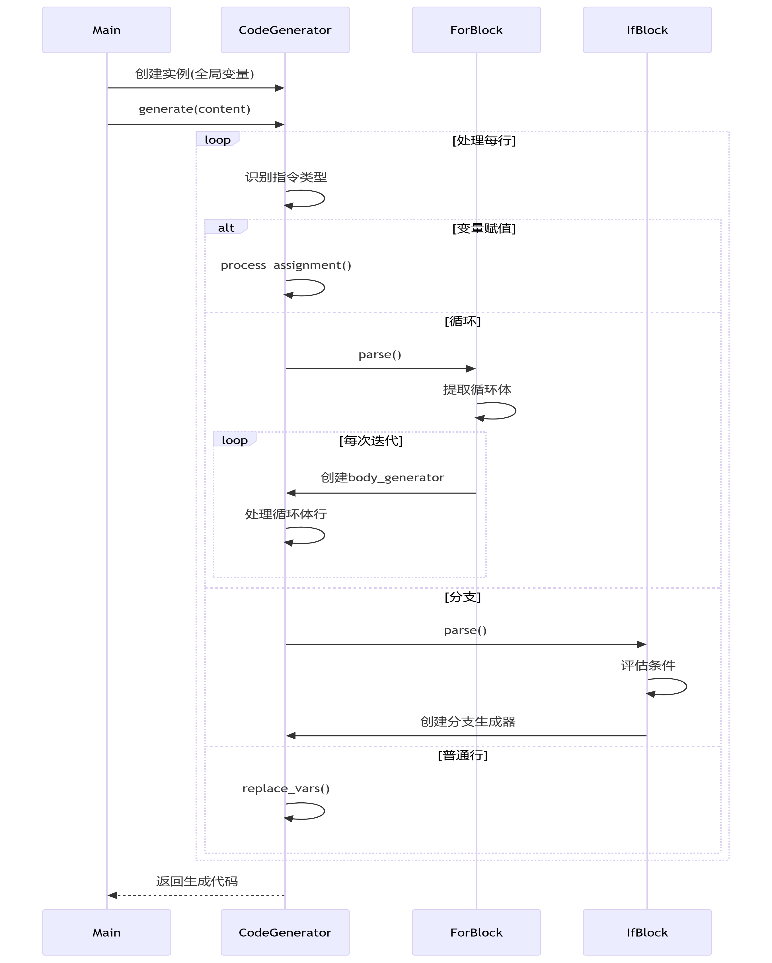 Main CodeGenerator ForBlock IfBlock
创建实例(全局变量)
generate(content)
loop [处理每行]
识别指令类型
alt [变量赋值]
process_assignment()
[循环]
parse()
提取循环体
loop [每次迭代]
创建body_generator
处理循环体行
[分支]
parse()
评估条件
创建分支生成器
[普通行]
replace_vars()
返回生成代码
Main CodeGenerator ForBlock IfBlock